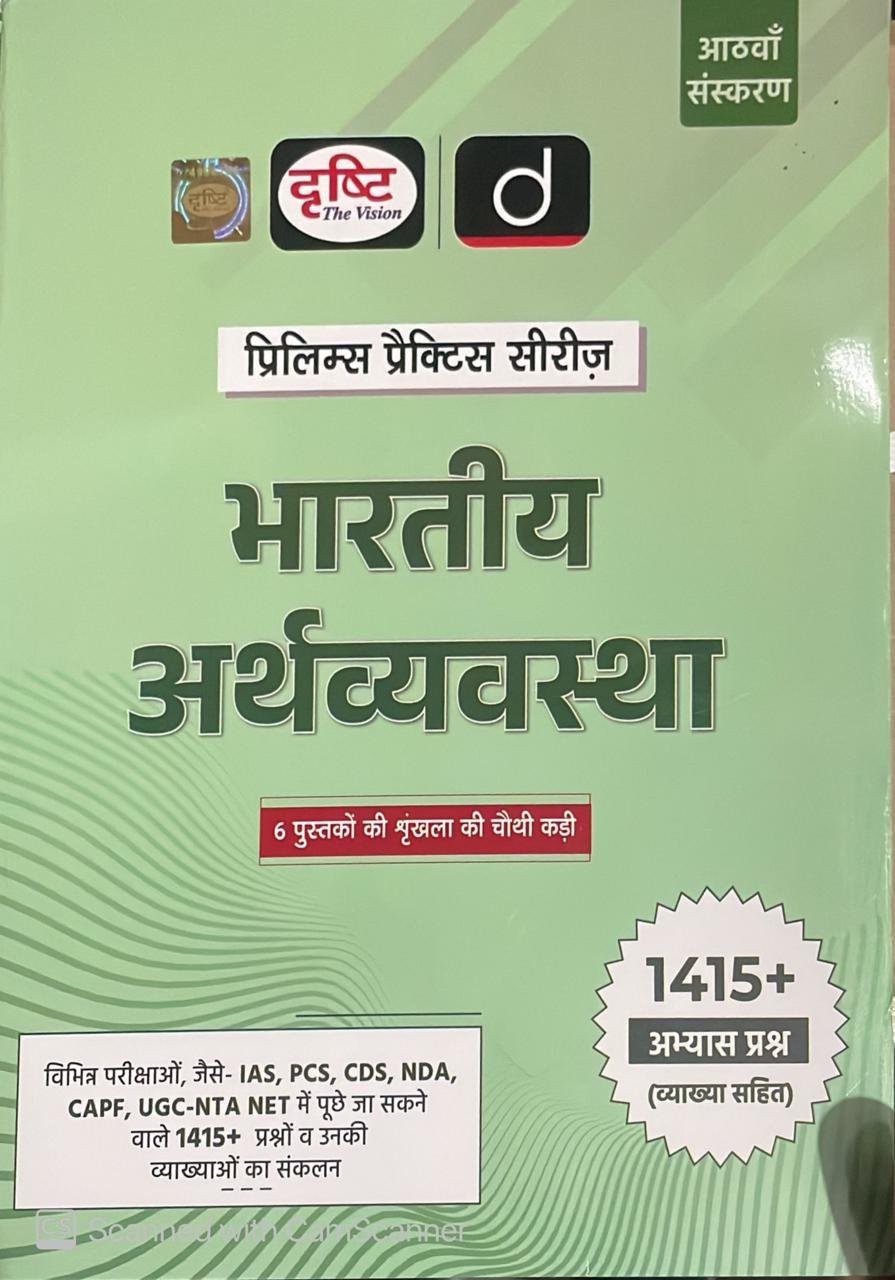 आठवाँ
संस्करण
दृष्टि
दृष्टि
The Vision
d
प्रिलिम्स प्रैक्टिस सीरीज़
भारतीय
अर्थव्यवस्था
6 पुस्तकों की शृंखला की चौथी कड़ी
1415+
अभ्यास प्रश्न
(व्याख्या सहित)
विभिन्न परीक्षाओं, जैसे- IAS, PCS, CDS, NDA,
CAPF, UGC-NTA NET में पूछे जा सकने
वाले 1415+ प्रश्नों व उनकी
व्याख्याओं का संकलन
CS Scanned with CamScanner